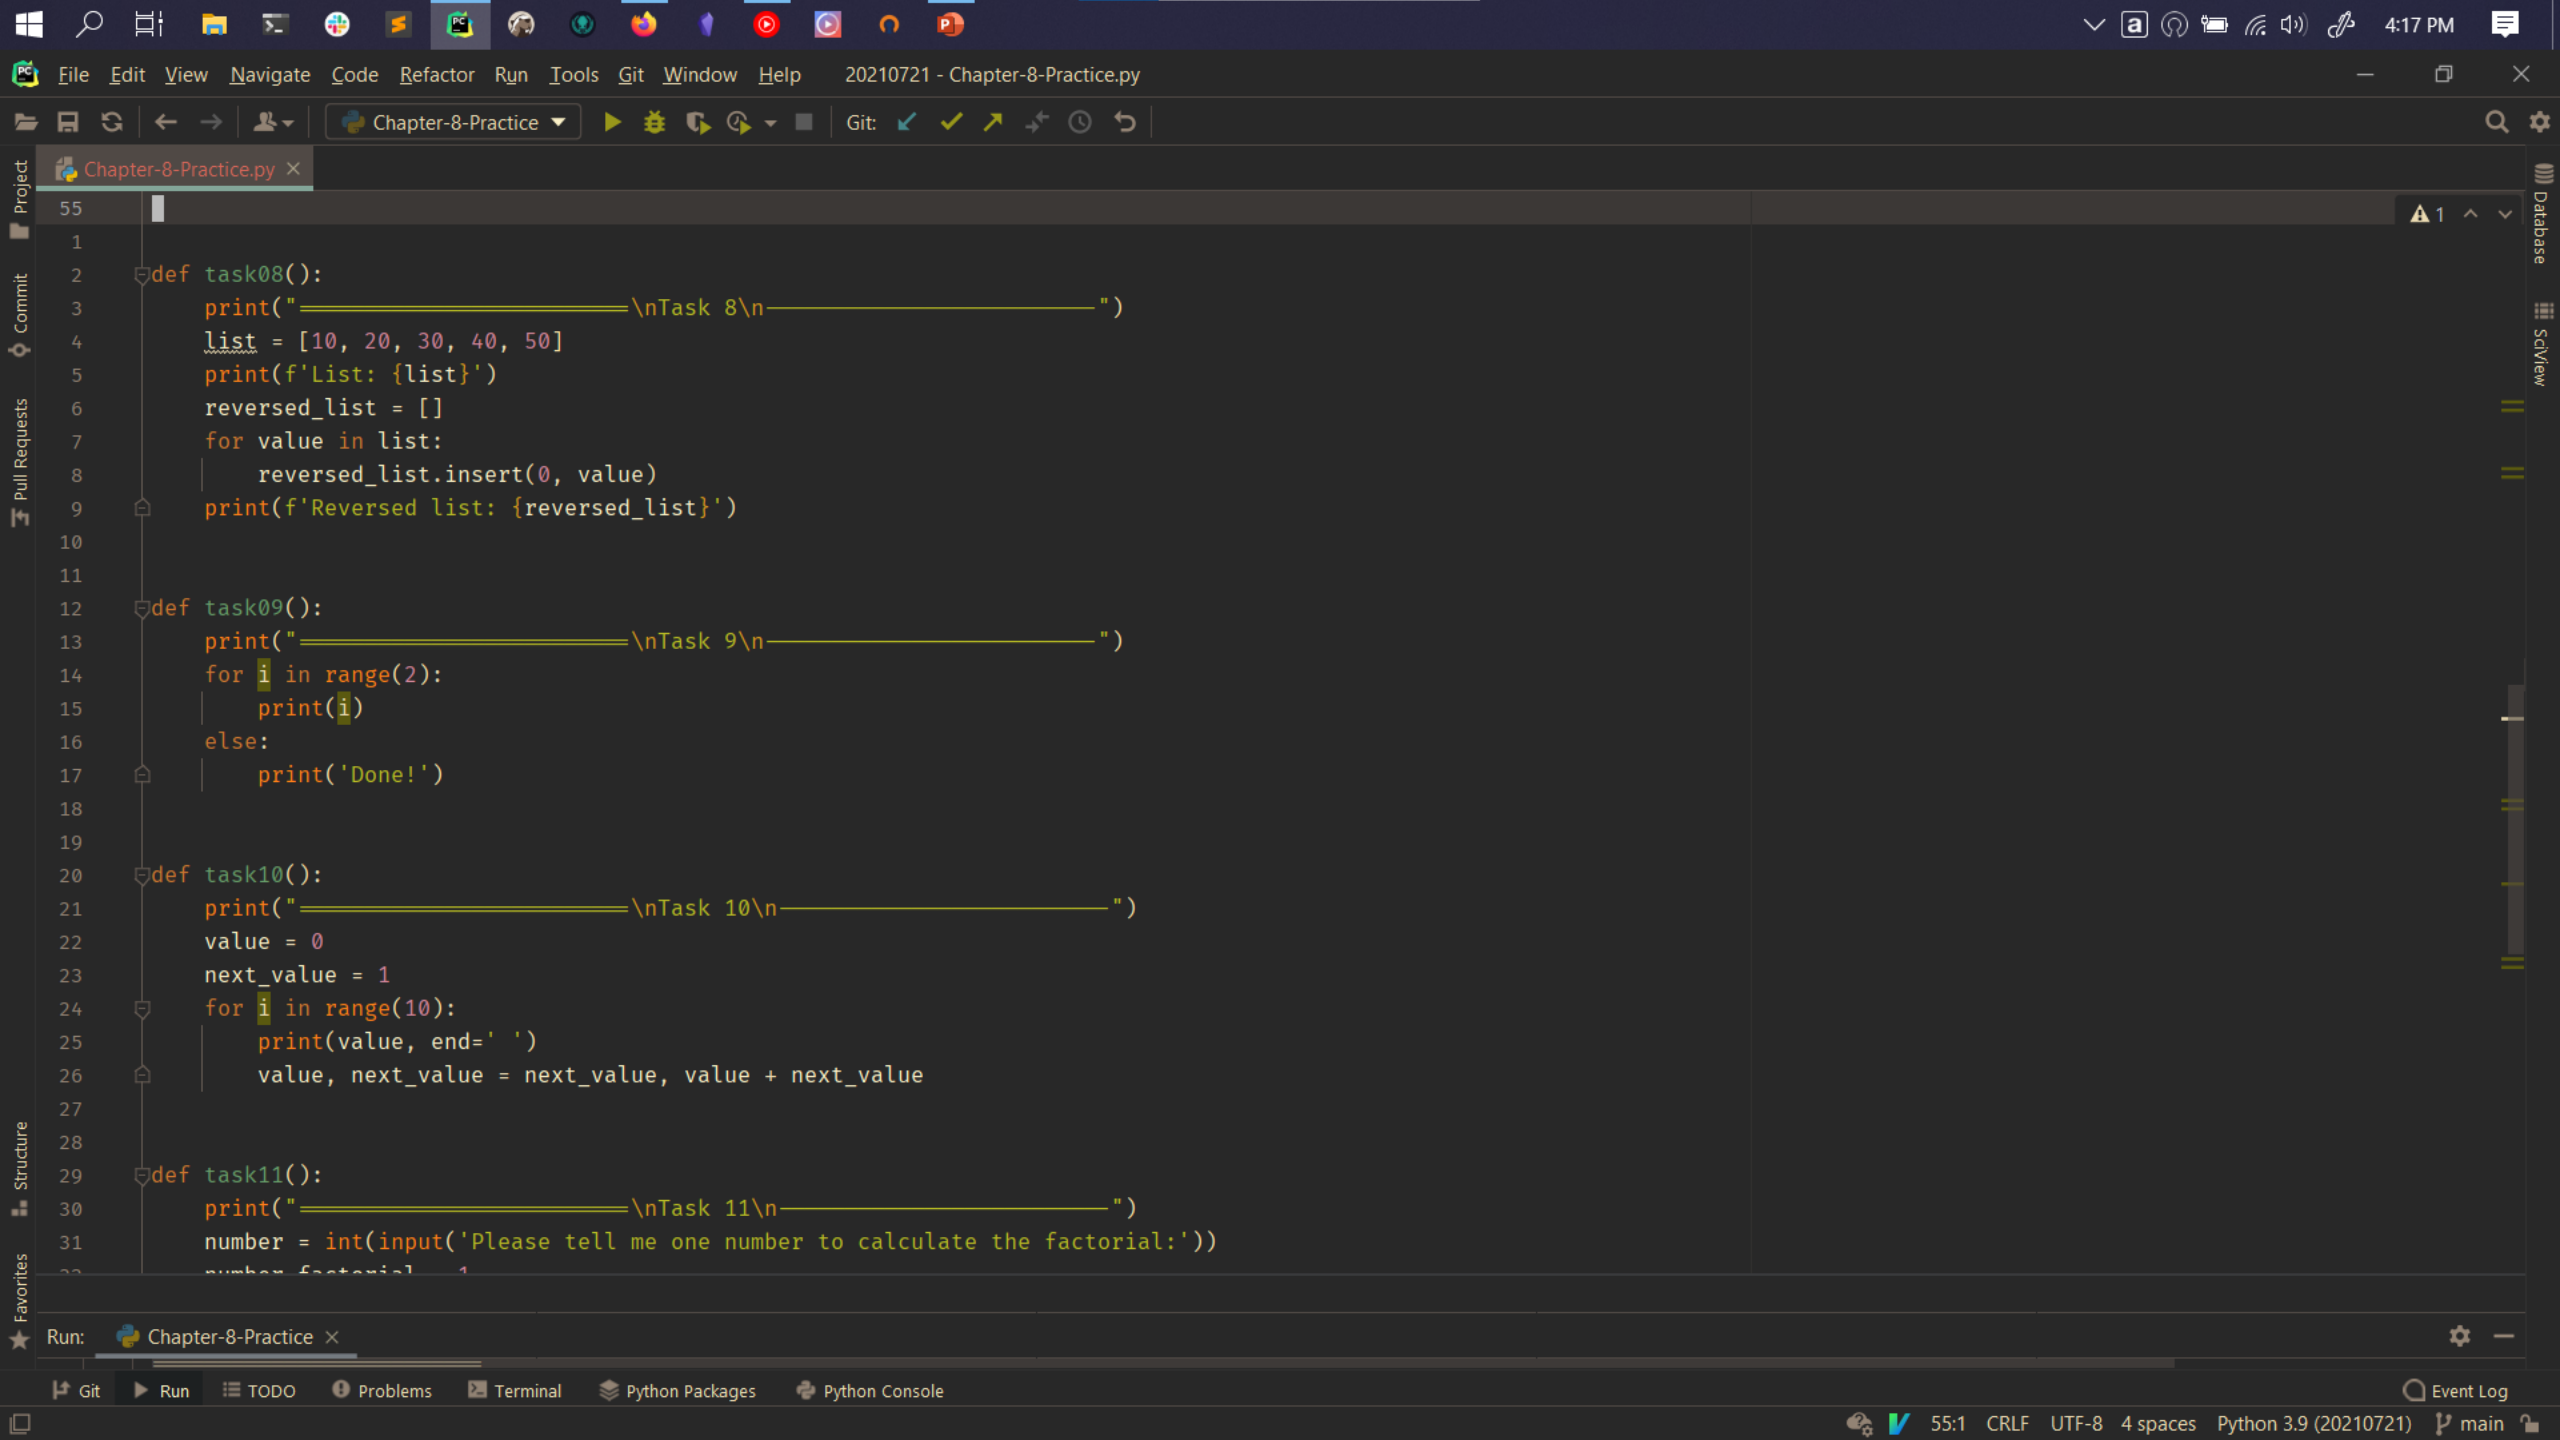 4:17 PM
File Edit View Navigate Code Refactor Run Tools Git Window Help 20210721 - Chapter-8-Practice.py
Chapter-8-Practice Git:
Chapter-8-Practice.py
Project
Commit
Pull Requests
Structure
Favorites
Database
SciView
1
55
1
2 def task08():
3     print("=========================\nTask 8\n-------------------------")
4     list = [10, 20, 30, 40, 50]
5     print(f'List: {list}')
6     reversed_list = []
7     for value in list:
8         reversed_list.insert(0, value)
9     print(f'Reversed list: {reversed_list}')
10
11
12 def task09():
13     print("=========================\nTask 9\n-------------------------")
14     for i in range(2):
15         print(i)
16     else:
17         print('Done!')
18
19
20 def task10():
21     print("=========================\nTask 10\n-------------------------")
22     value = 0
23     next_value = 1
24     for i in range(10):
25         print(value, end=' ')
26         value, next_value = next_value, value + next_value
27
28
29 def task11():
30     print("=========================\nTask 11\n-------------------------")
31     number = int(input('Please tell me one number to calculate the factorial:'))
Run: Chapter-8-Practice
Git Run TODO Problems Terminal Python Packages Python Console Event Log
55:1 CRLF UTF-8 4 spaces Python 3.9 (20210721) main